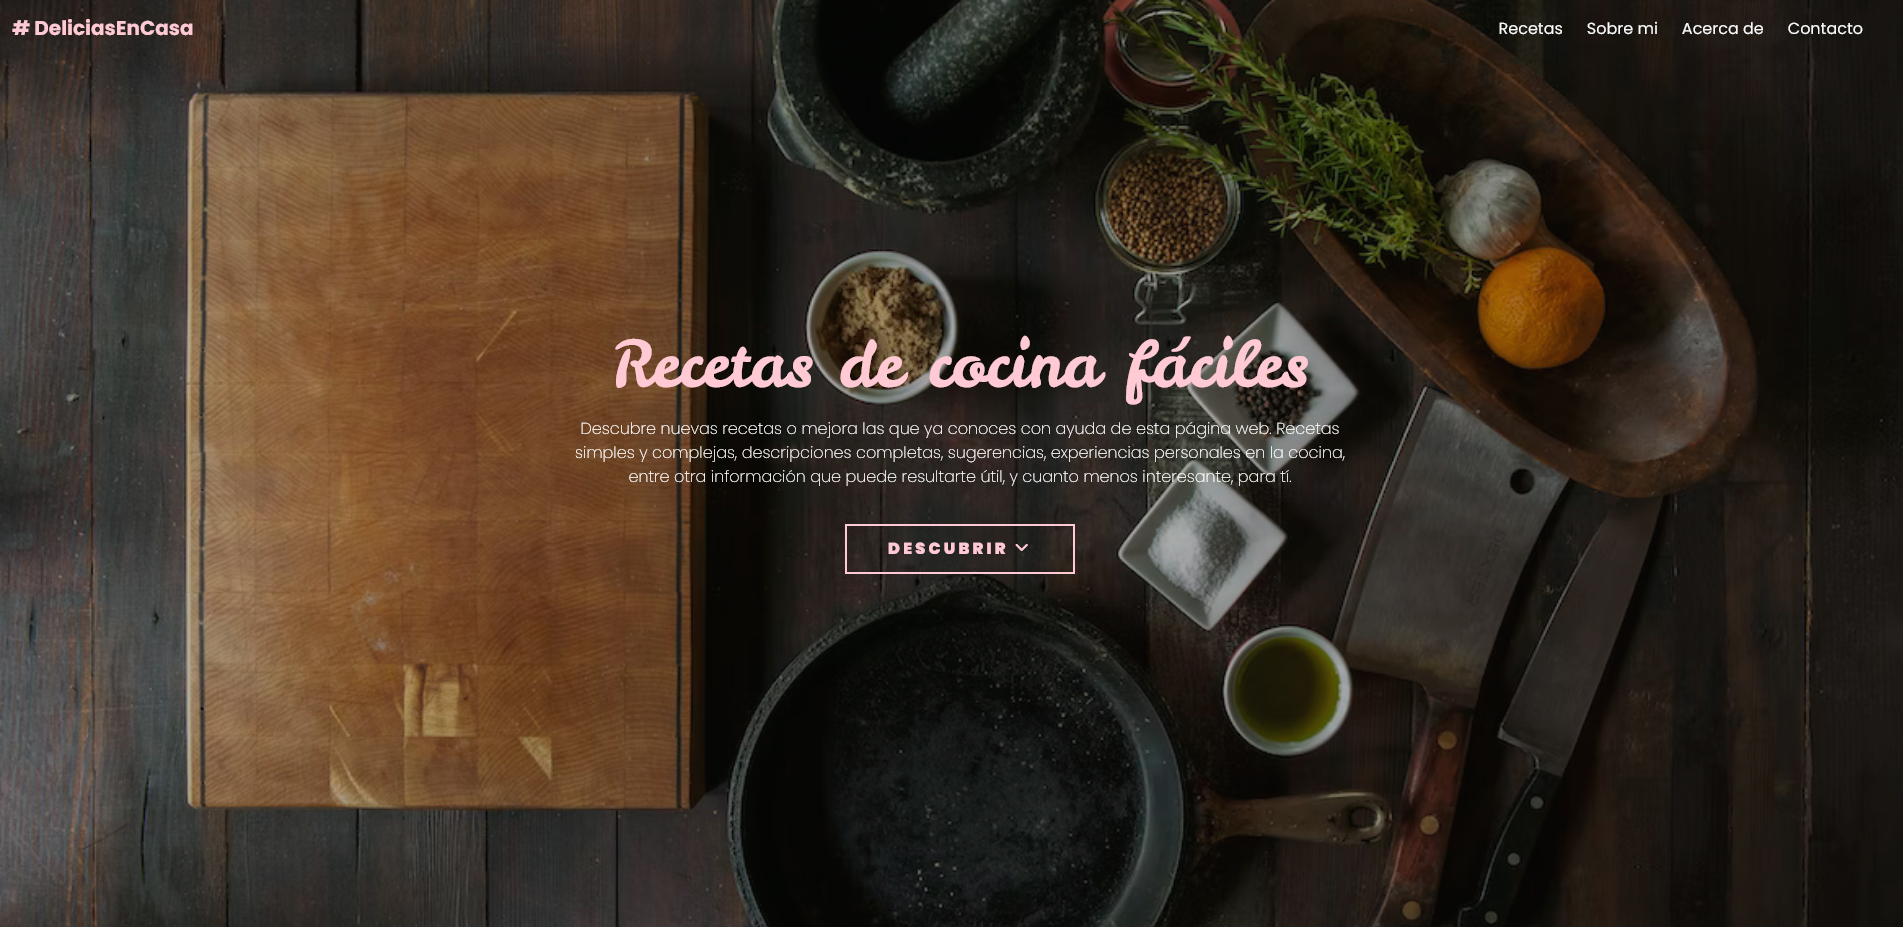 # DeliciasEnCasa
Recetas Sobre mi Acerca de Contacto
Recetas de cocina fáciles
Descubre nuevas recetas o mejora las que ya conoces con ayuda de esta página web. Recetas
simples y complejas, descripciones completas, sugerencias, experiencias personales en la cocina,
entre otra información que puede resultarte útil, y cuanto menos interesante, para tí.
DESCUBRIR